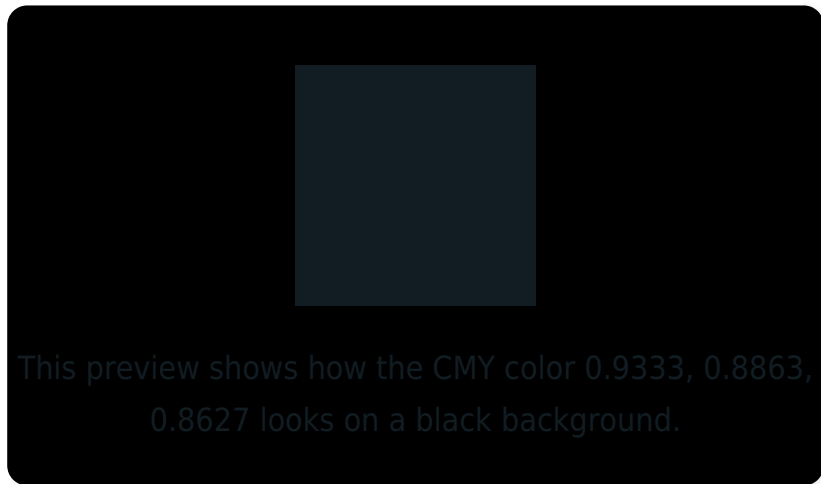 This preview shows how the CMY color 0.9333, 0.8863,
0.8627 looks on a black background.